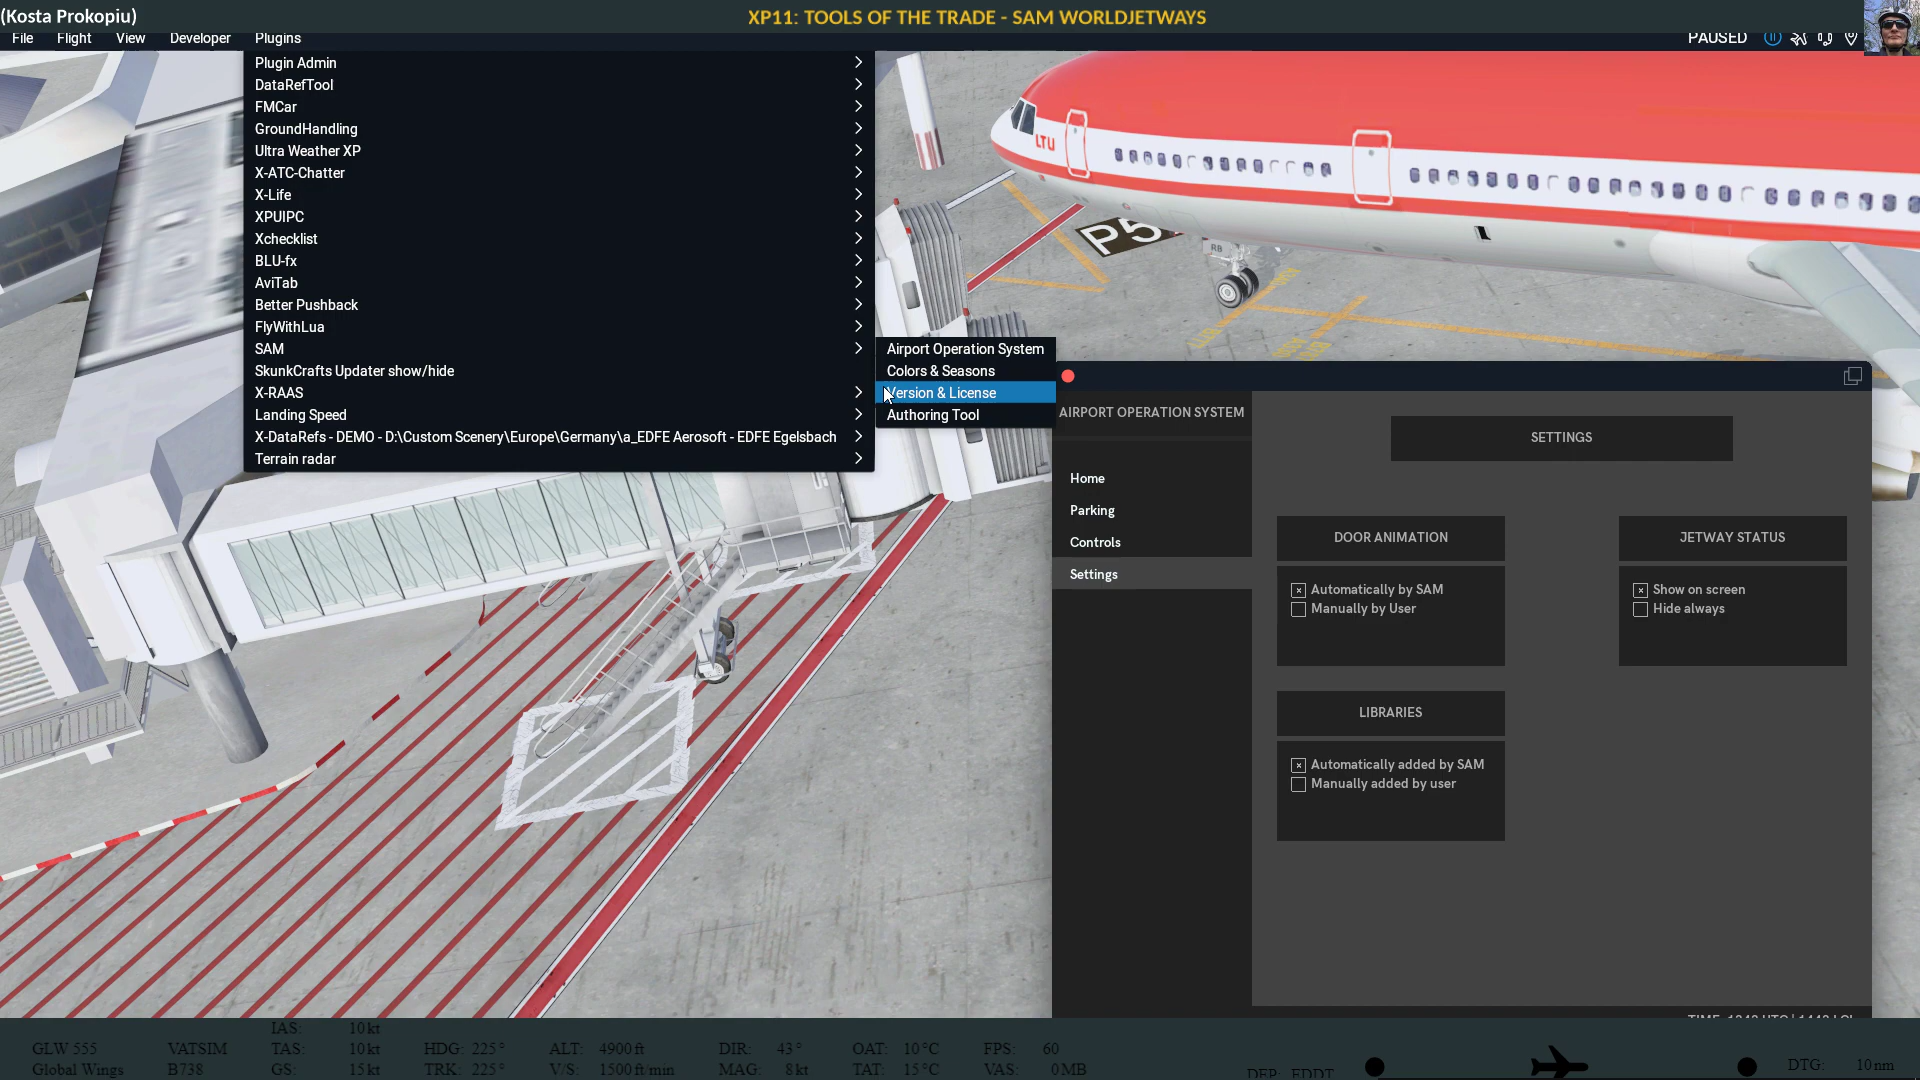 (Kosta Prokopiu)
XP11: TOOLS OF THE TRADE - SAM WORLDJETWAYS
File Flight View Developer Plugins
PAUSED
Plugin Admin
DataRefTool
FMCar
GroundHandling
Ultra Weather XP
X-ATC-Chatter
X-Life
XPUIPC
Xchecklist
BLU-fx
AviTab
Better Pushback
FlyWithLua
SAM
SkunkCrafts Updater show/hide
X-RAAS
Landing Speed
X-DataRefs - DEMO - D:\Custom Scenery\Europe\Germany\a_EDFE Aerosoft - EDFE Egelsbach
Terrain radar
Airport Operation System
Colors & Seasons
Version & License
Authoring Tool
LTU
P5
RB
AIRPORT OPERATION SYSTEM
Home
Parking
Controls
Settings
SETTINGS
DOOR ANIMATION
Automatically by SAM
Manually by User
JETWAY STATUS
Show on screen
Hide always
LIBRARIES
Automatically added by SAM
Manually added by user
GLW 555
Global Wings
VATSIM
B738
IAS: 10 kt
TAS: 10 kt
GS: 15 kt
HDG: 225 °
TRK: 225 °
ALT: 4900 ft
V/S: 1500 ft/min
DIR: 43 °
MAG: 8 kt
OAT: 10 °C
TAT: 15 °C
FPS: 60
VAS: 0 MB
DEP: EDDT
DTG: 10 nm